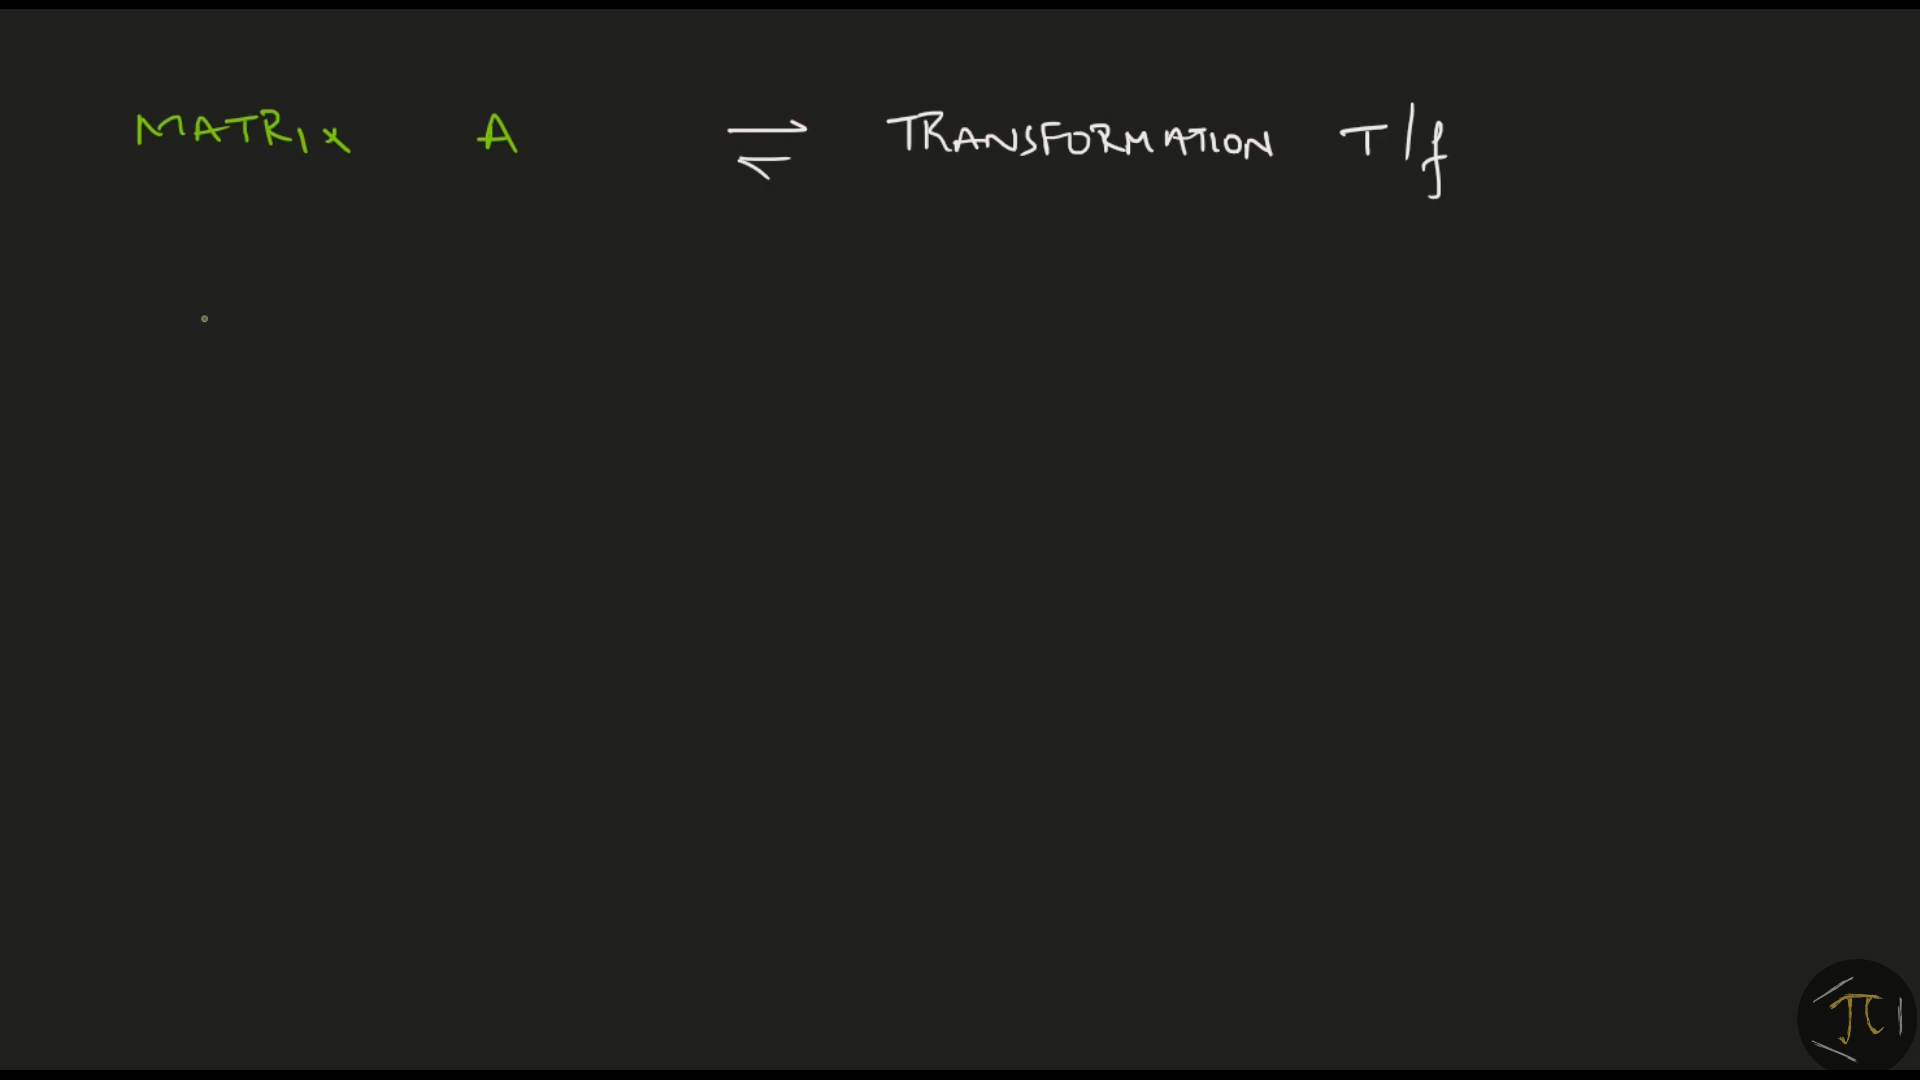 MATRIX A ⇌ TRANSFORMATION T/f
π